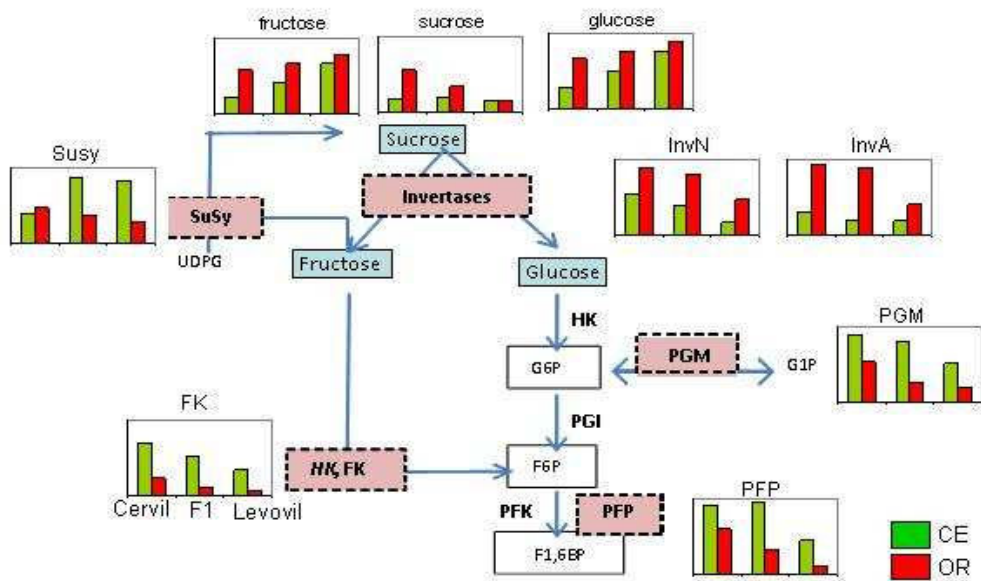 fructose
sucrose
glucose
Susy
Sucrose
InvN
InvA
SuSy
Invertases
UDPG
Fructose
Glucose
HK
PGM
PGM
G6P
G1P
FK
PGI
HK, FK
F6P
Cervil F1 Levovil
PFK
PFP
PFP
F1,6BP
CE
OR